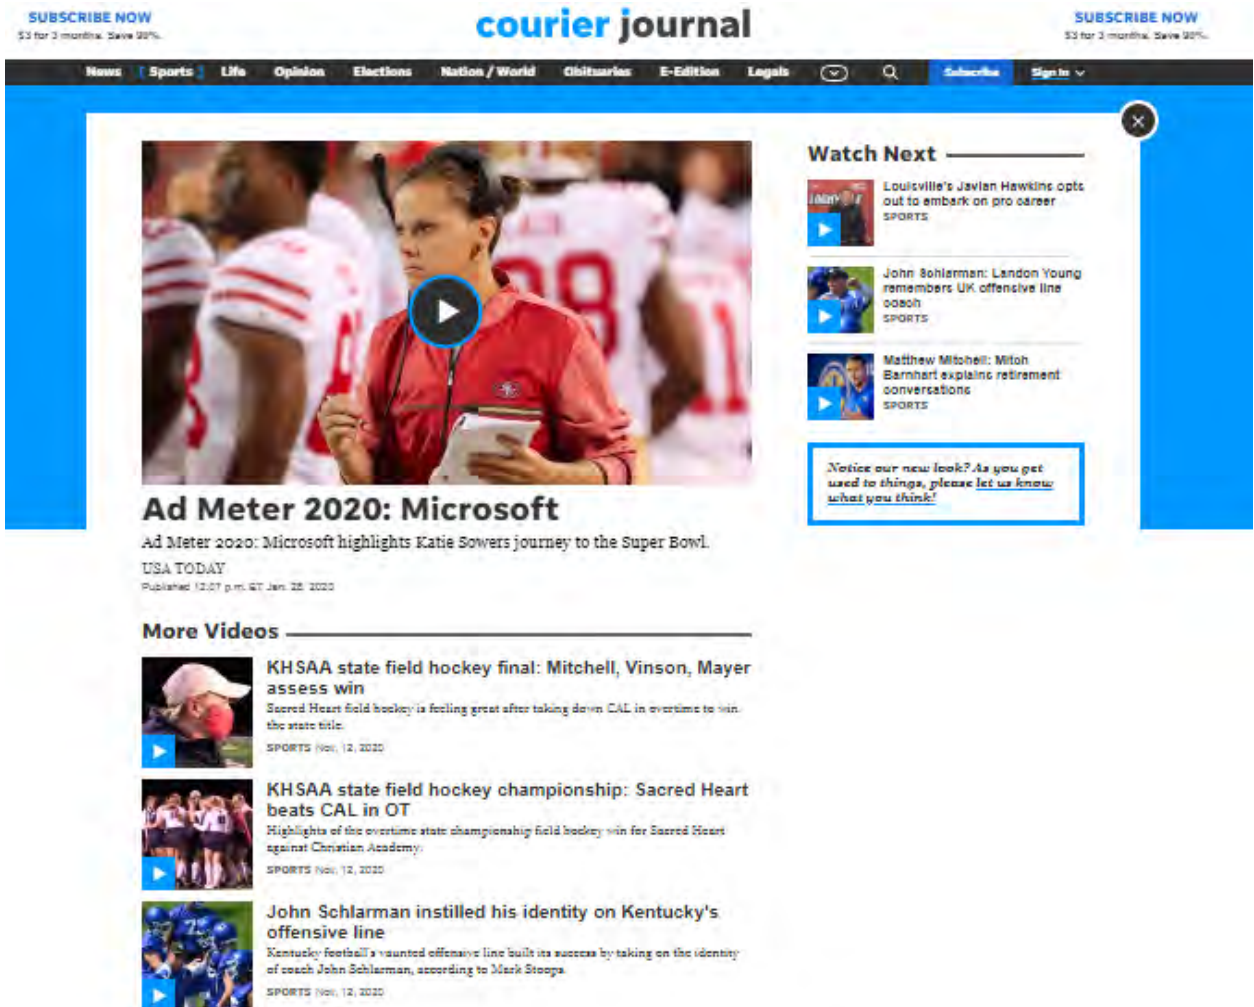 SUBSCRIBE NOW
$3 for 3 months. Save 90%.
courier journal
SUBSCRIBE NOW
$3 for 3 months. Save 90%.
News Sports Life Opinion Elections Nation / World Obituaries E-Edition Legals Subscribe Sign In
Ad Meter 2020: Microsoft
Ad Meter 2020: Microsoft highlights Katie Sowers journey to the Super Bowl.
USA TODAY
Published 12:07 p.m. ET Jan. 28, 2020
More Videos
KHSAA state field hockey final: Mitchell, Vinson, Mayer
assess win
Sacred Heart field hockey is feeling great after taking down CAL in overtime to win
the state title.
SPORTS Nov. 12, 2020
KHSAA state field hockey championship: Sacred Heart
beats CAL in OT
Highlights of the overtime state championship field hockey win for Sacred Heart
against Christian Academy.
SPORTS Nov. 12, 2020
John Schlarman instilled his identity on Kentucky's
offensive line
Kentucky football's vaunted offensive line built its success by taking on the identity
of coach John Schlarman, according to Mark Stoops
SPORTS Nov. 12, 2020
Watch Next
Louisville's Javian Hawkins opts
out to embark on pro career
SPORTS
John Schlarman: Landon Young
remembers UK offensive line
coach
SPORTS
Matthew Mitchell: Mitch
Barnhart explains retirement
conversations
SPORTS
Notice our new look? As you get
used to things, please let us know
what you think!